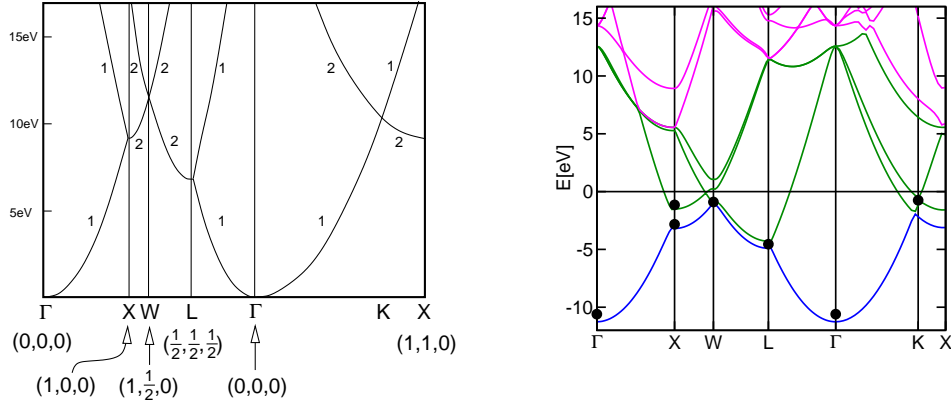 15eV
10eV
5eV
1 2 2 1 2 1
2 2 2
1 1 1
Γ X W L Γ K X
(0,0,0) (1/2,1/2,1/2) (1,1,0)
(1,0,0) (1,1/2,0) (0,0,0)
E[eV]
15
10
5
0
-5
-10
Γ X W L Γ K X